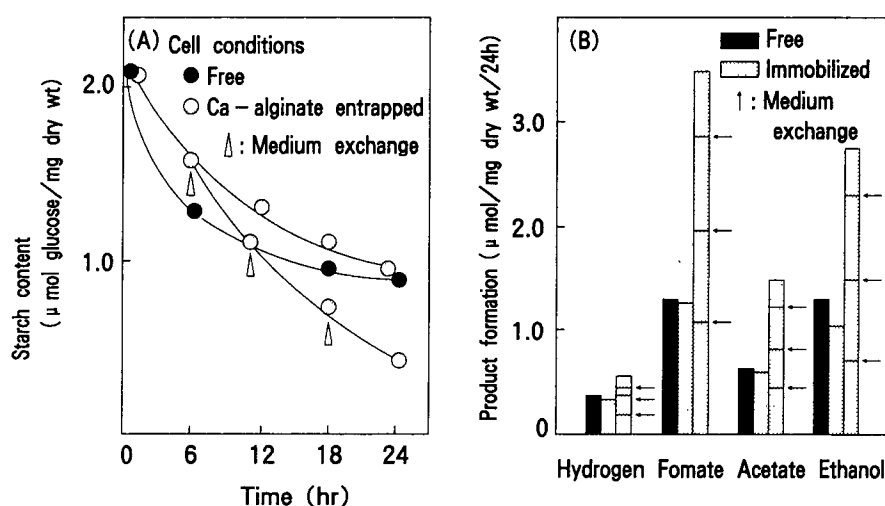 (A) Cell conditions
● Free
○ Ca-alginate entrapped
: Medium exchange
2.0
1.0
Starch content
(μ mol glucose/mg dry wt)
0 6 12 18 24
Time (hr)
(B)
Free
Immobilized
↑ : Medium
exchange
3.0
2.0
1.0
0
Product formation (μ mol/mg dry wt/24h)
Hydrogen Fomate Acetate Ethanol